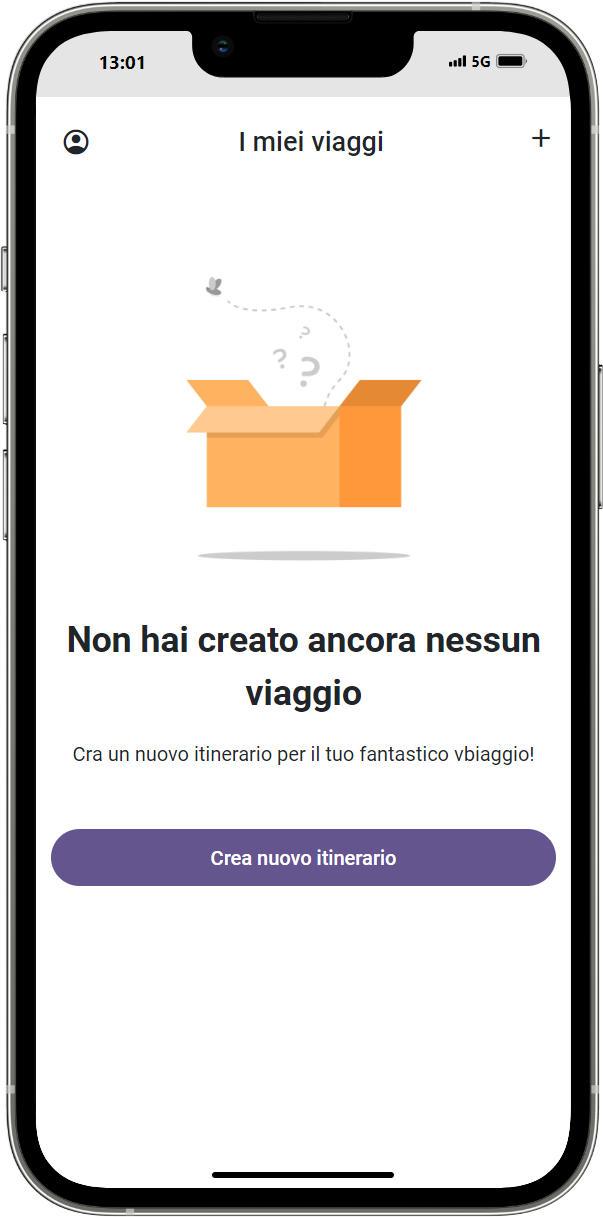 13:01
5G
I miei viaggi
? ? ?
Non hai creato ancora nessun
viaggio
Cra un nuovo itinerario per il tuo fantastico vbiaggio!
Crea nuovo itinerario